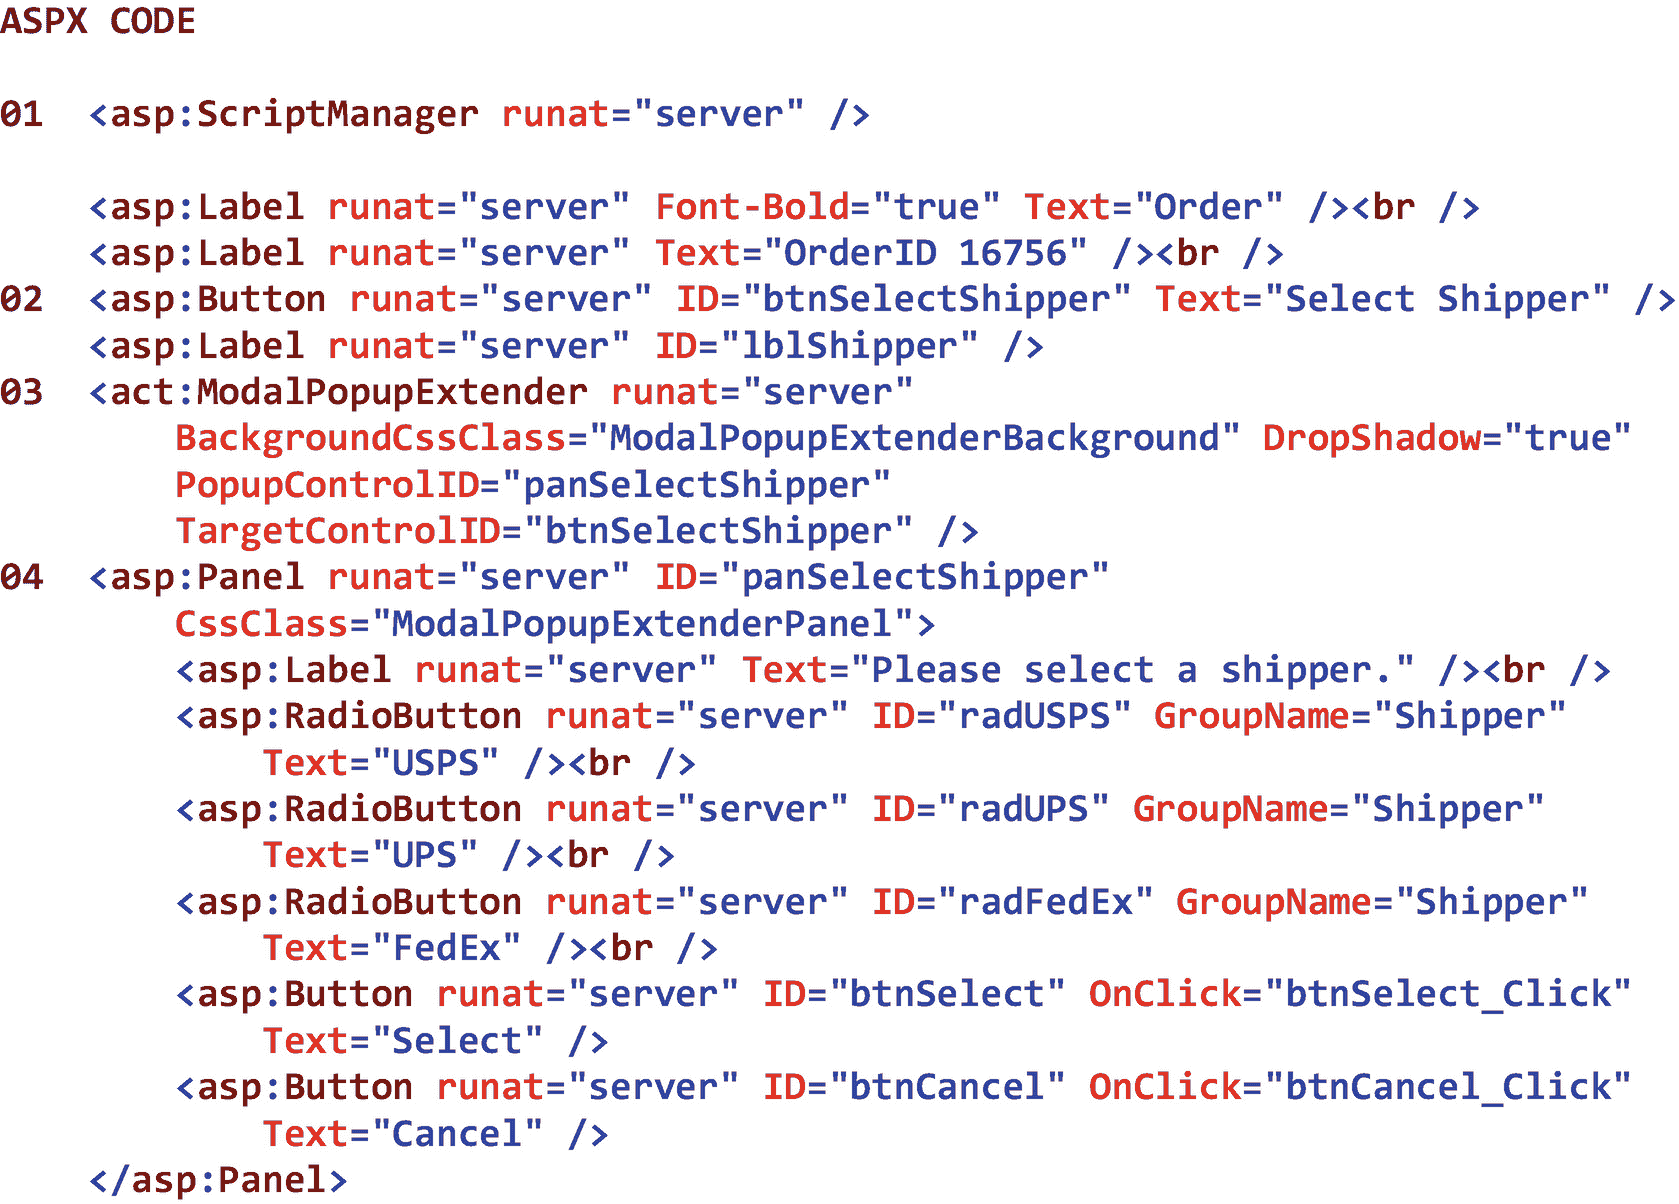 ASPX CODE
01  <asp:ScriptManager runat="server" />
    <asp:Label runat="server" Font-Bold="true" Text="Order" /><br />
    <asp:Label runat="server" Text="OrderID 16756" /><br />
02  <asp:Button runat="server" ID="btnSelectShipper" Text="Select Shipper" />
    <asp:Label runat="server" ID="lblShipper" />
03  <act:ModalPopupExtender runat="server"
        BackgroundCssClass="ModalPopupExtenderBackground" DropShadow="true"
        PopupControlID="panSelectShipper"
        TargetControlID="btnSelectShipper" />
04  <asp:Panel runat="server" ID="panSelectShipper"
        CssClass="ModalPopupExtenderPanel">
        <asp:Label runat="server" Text="Please select a shipper." /><br />
        <asp:RadioButton runat="server" ID="radUSPS" GroupName="Shipper"
            Text="USPS" /><br />
        <asp:RadioButton runat="server" ID="radUPS" GroupName="Shipper"
            Text="UPS" /><br />
        <asp:RadioButton runat="server" ID="radFedEx" GroupName="Shipper"
            Text="FedEx" /><br />
        <asp:Button runat="server" ID="btnSelect" OnClick="btnSelect_Click"
            Text="Select" />
        <asp:Button runat="server" ID="btnCancel" OnClick="btnCancel_Click"
            Text="Cancel" />
    </asp:Panel>